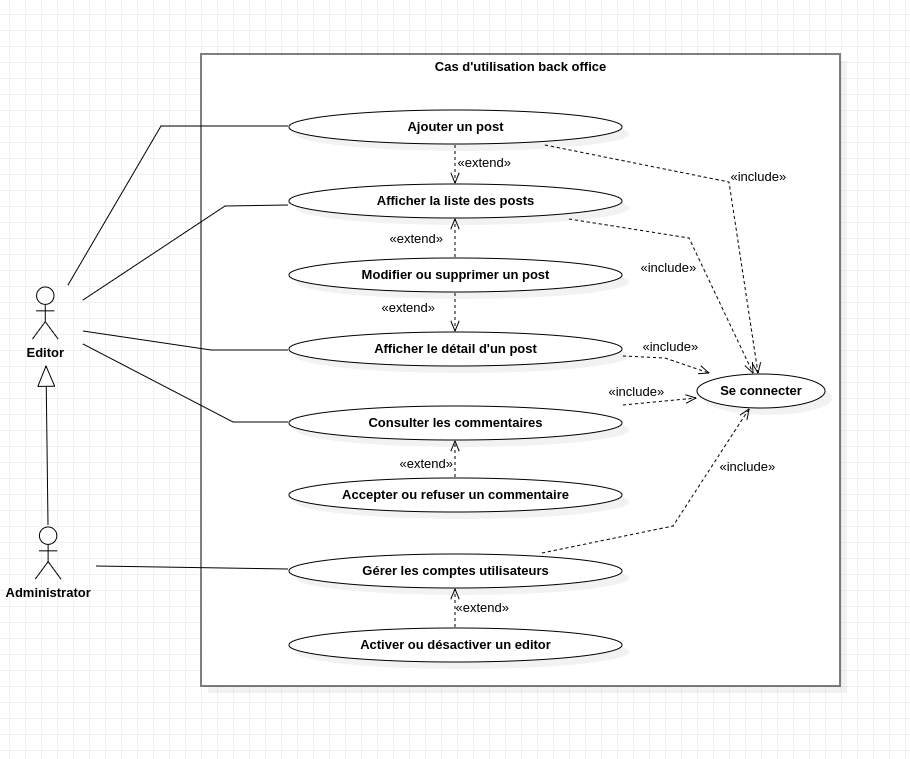 Cas d'utilisation back office
Ajouter un post
«extend»
«include»
Afficher la liste des posts
«extend»
«include»
Modifier ou supprimer un post
«extend»
Editor
Afficher le détail d'un post
«include»
Se connecter
«include»
Consulter les commentaires
«extend»
«include»
Accepter ou refuser un commentaire
Gérer les comptes utilisateurs
Administrator
«extend»
Activer ou désactiver un editor